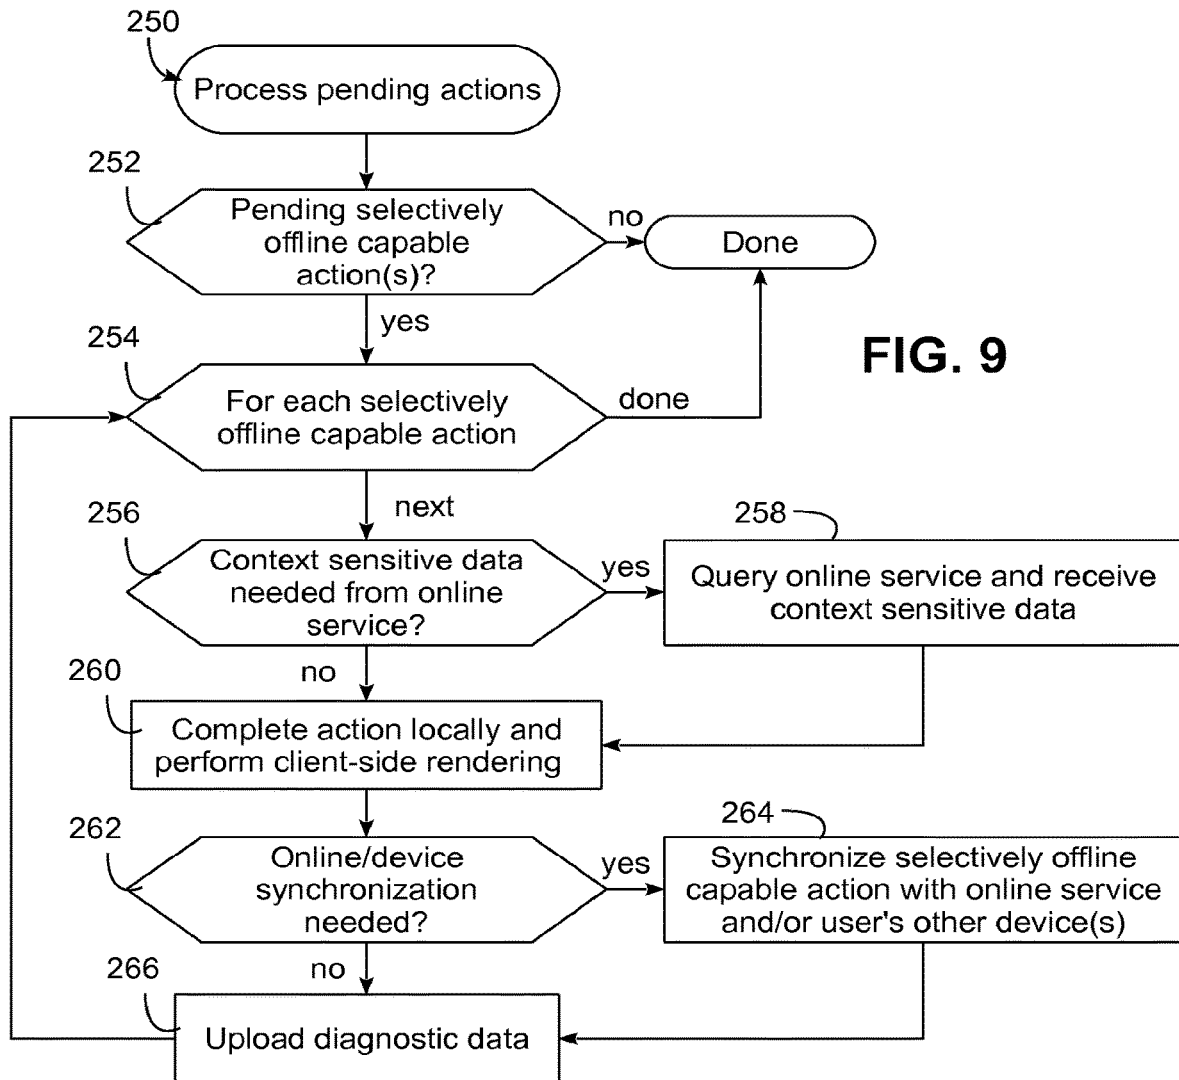 250
Process pending actions
252
Pending selectively
offline capable
action(s)?
no
Done
yes
254
For each selectively
offline capable action
done
FIG. 9
next
256
Context sensitive data
needed from online
service?
yes
258
Query online service and receive
context sensitive data
no
260
Complete action locally and
perform client-side rendering
262
Online/device
synchronization
needed?
yes
264
Synchronize selectively offline
capable action with online service
and/or user's other device(s)
no
266
Upload diagnostic data